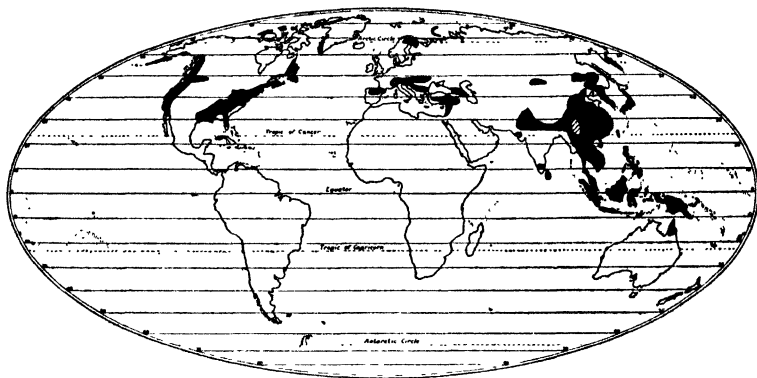 Arctic Circle
Tropic of Cancer
Equator
Tropic of Capricorn
Antarctic Circle